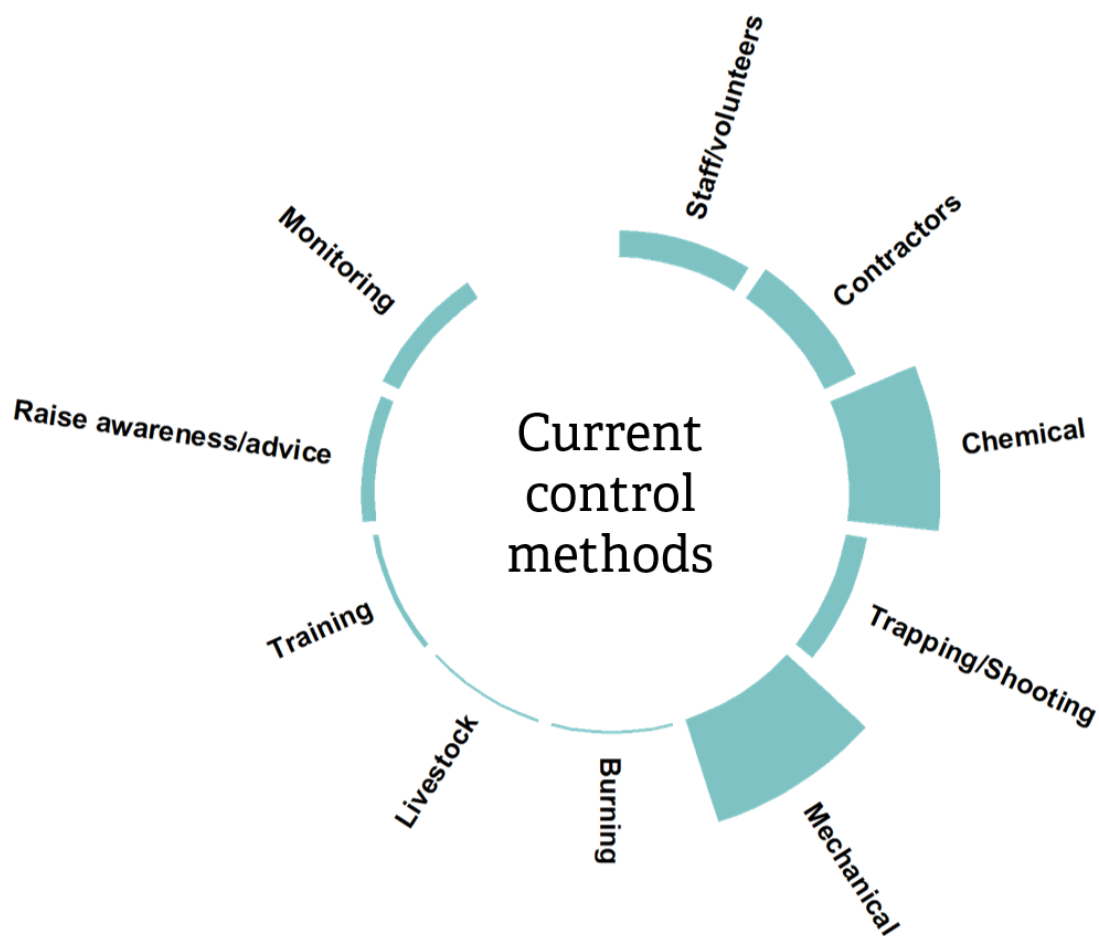 Staff/volunteers
Contractors
Chemical
Trapping/Shooting
Mechanical
Burning
Livestock
Training
Raise awareness/advice
Monitoring
Current
control
methods